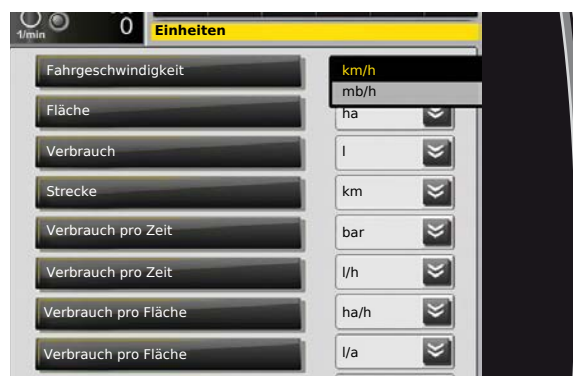 1/min
0
Einheiten
Fahrgeschwindigkeit
km/h
mb/h
Fläche
ha
Verbrauch
l
Strecke
km
Verbrauch pro Zeit
bar
Verbrauch pro Zeit
l/h
Verbrauch pro Fläche
ha/h
Verbrauch pro Fläche
l/a